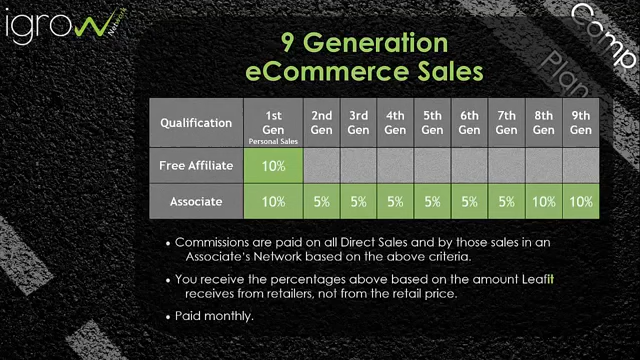 igrow
Network
Comp
Plan
9 Generation
eCommerce Sales
Qualification 1st Gen Personal Sales 2nd Gen 3rd Gen 4th Gen 5th Gen 6th Gen 7th Gen 8th Gen 9th Gen
Free Affiliate 10%
Associate 10% 5% 5% 5% 5% 5% 5% 10% 10%
• Commissions are paid on all Direct Sales and by those sales in an
Associate's Network based on the above criteria.
• You receive the percentages above based on the amount Leafit
receives from retailers, not from the retail price.
• Paid monthly.